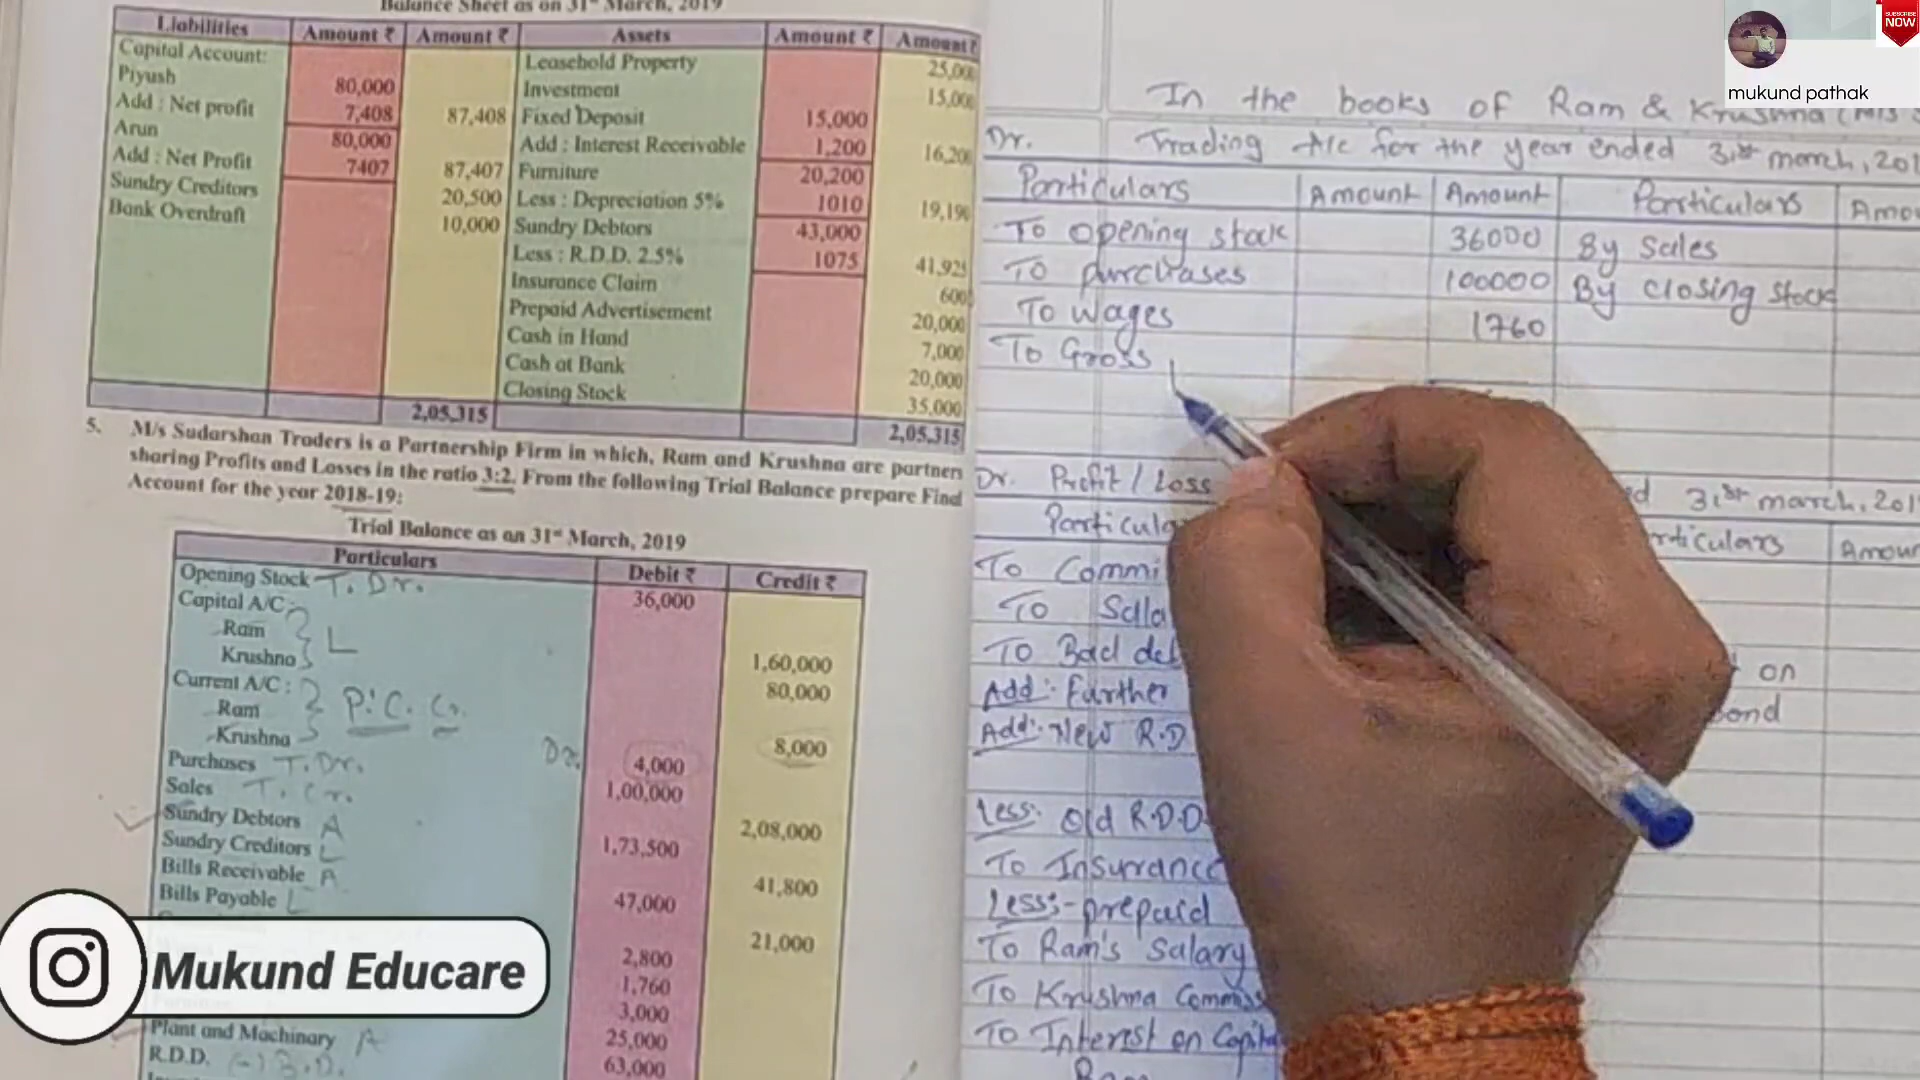 Balance Sheet as on 31st March, 2019
Liabilities Amount ₹ Amount ₹ Assets Amount ₹ Amount ₹
Capital Account: Leasehold Property 25,000
Piyush 80,000 Investment 15,000
Add : Net profit 7,408 87,408 Fixed Deposit 15,000
Arun 80,000 Add : Interest Receivable 1,200 16,200
Add : Net Profit 7407 87,407 Furniture 20,200
Sundry Creditors 20,500 Less : Depreciation 5% 1010 19,190
Bank Overdraft 10,000 Sundry Debtors 43,000
Less : R.D.D. 2.5% 1075 41,925
Insurance Claim
Prepaid Advertisement 20,000
Cash in Hand 7,000
Cash at Bank 20,000
Closing Stock 35,000
2,05,315 2,05,315
5. M/s Sudarshan Traders is a Partnership Firm in which, Ram and Krushna are partners
sharing Profits and Losses in the ratio 3:2. From the following Trial Balance prepare Find
Account for the year 2018-19:
Trial Balance as an 31st March, 2019
Particulars Debit ₹ Credit ₹
Opening Stock T. Dr. 36,000
Capital A/C :
Ram L 1,60,000
Krushno 80,000
Current A/C : P.C.
Ram 8,000
Krushna Dr. 4,000
Purchases T. Dr. 1,00,000
Sales T. Cr. 2,08,000
Sundry Debtors A 1,73,500
Sundry Creditors L 41,800
Bills Receivable A 47,000
Bills Payable L 21,000
2,800
1,760
3,000
Plant and Machinary A 25,000
R.D.D. 63,000
Mukund Educare
SUBSCRIBE
NOW
mukund pathak
In the books of Ram & Krushna
Dr. Trading A/c for the year ended 31st march, 201
Particulars Amount Amount Particulars Amou
To opening stock 36000 By Sales
To purchases 100000 By closing stock
To wages 1760
To Gross
Dr. Profit / Loss ed 31st march, 201
Particula rticulars Amoun
To Commi
To Sala
To Bad deb on
Add:- Further bond
Add:- New R.D
Less:- Old R.D.D
To Insurance
Less:- prepaid
To Ram's Salary
To Krushna Commiss
To Interest on Capita
Ram